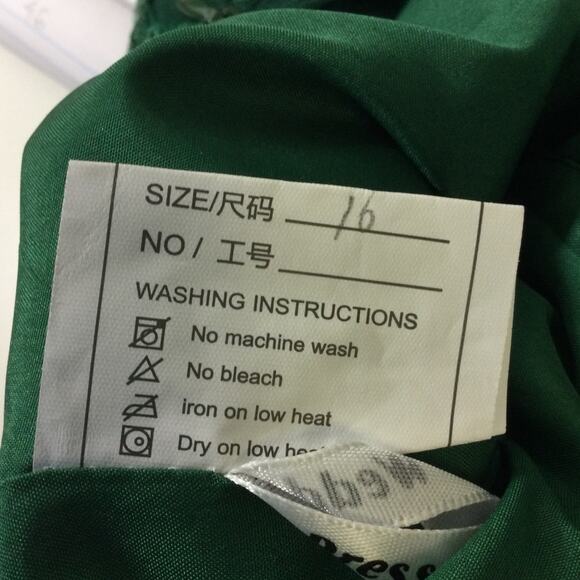 SIZE/尺码 16
NO / 工号
WASHING INSTRUCTIONS
No machine wash
No bleach
iron on low heat
Dry on low